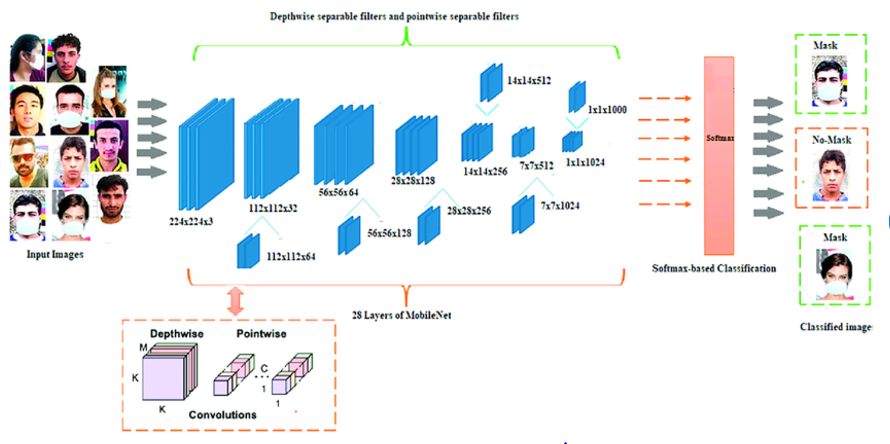 Depthwise separable filters and pointwise separable filters
14x14x512
1x1x1000
Mask
Softmax
No-Mask
224x224x3
112x112x32
56x56x64
28x28x128
14x14x256
7x7x512
1x1x1024
112x112x64
56x56x128
28x28x256
7x7x1024
Mask
Input Images
Softmax-based Classification
28 Layers of MobileNet
Classified images
Depthwise
Pointwise
M
K
K
C
...
1
1
Convolutions